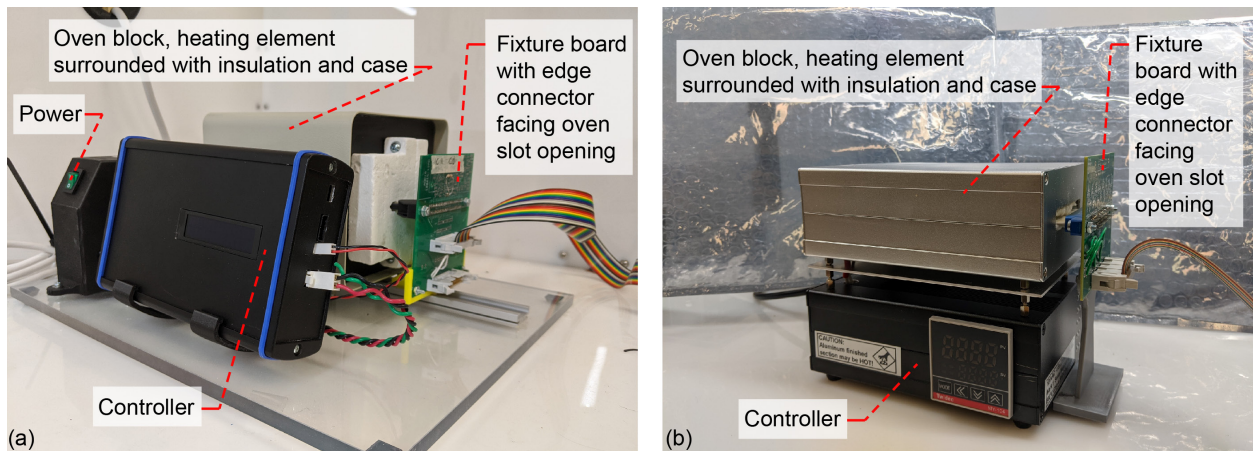 Oven block, heating element
surrounded with insulation and case
Fixture board
with edge
connector
facing oven
slot opening
Power
Controller
(a)
Oven block, heating element
surrounded with insulation and case
Fixture
board with
edge
connector
facing
oven slot
opening
CAUTION:
Aluminum finished
section may be HOT!
Controller
(b)